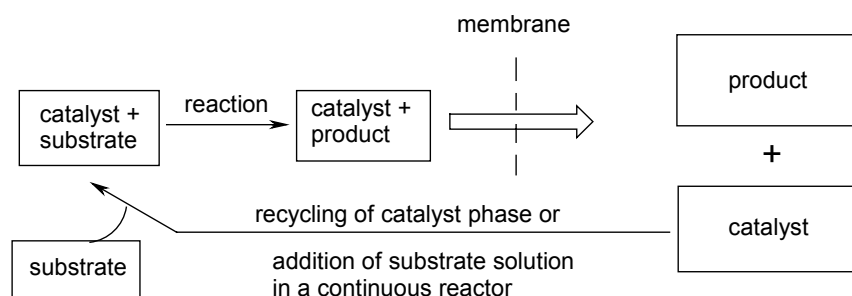 membrane
catalyst +
substrate
reaction
catalyst +
product
product
+
catalyst
recycling of catalyst phase or
addition of substrate solution
in a continuous reactor
substrate